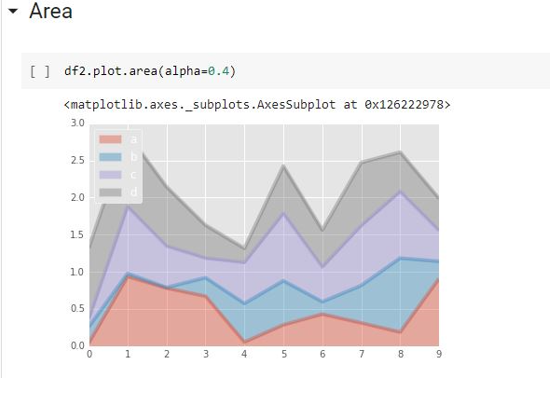 Area
[ ] df2.plot.area(alpha=0.4)
<matplotlib.axes._subplots.AxesSubplot at 0x126222978>
3.0
a
b
2.5
c
d
2.0
1.5
1.0
0.5
0.0
0 1 2 3 4 5 6 7 8 9